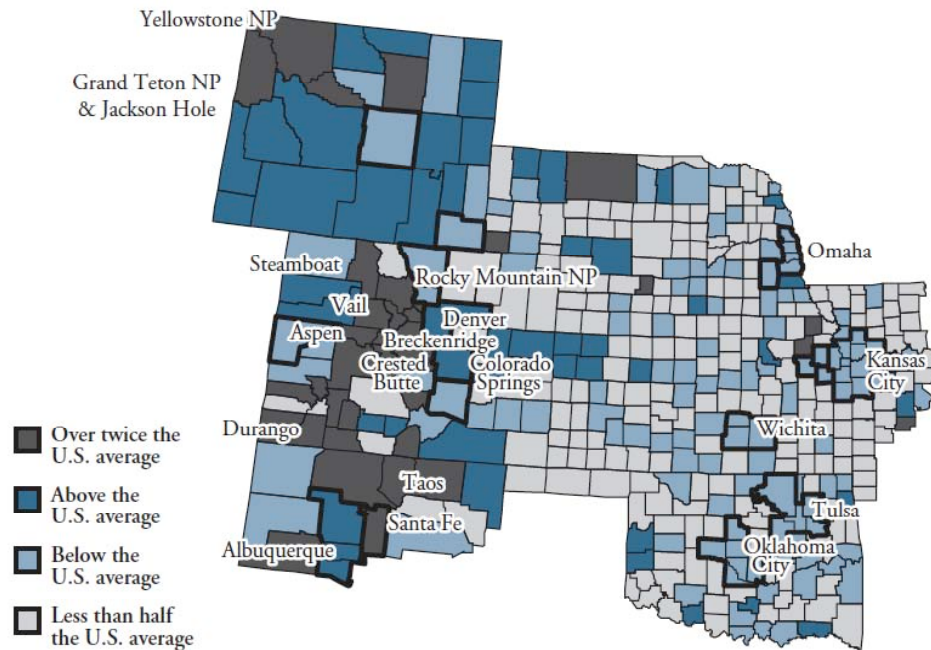 Yellowstone NP
Grand Teton NP
& Jackson Hole
Omaha
Steamboat
Rocky Mountain NP
Vail
Denver
Aspen
Breckenridge
Kansas
City
Crested
Butte
Colorado
Springs
Durango
Wichita
Taos
Tulsa
Santa Fe
Albuquerque
Oklahoma
City
Over twice the
U.S. average
Above the
U.S. average
Below the
U.S. average
Less than half
the U.S. average